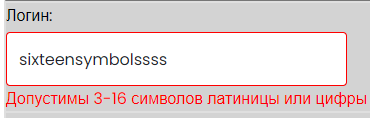 Логин:
sixteensymbolssss
Допустимы 3-16 символов латиницы или цифры